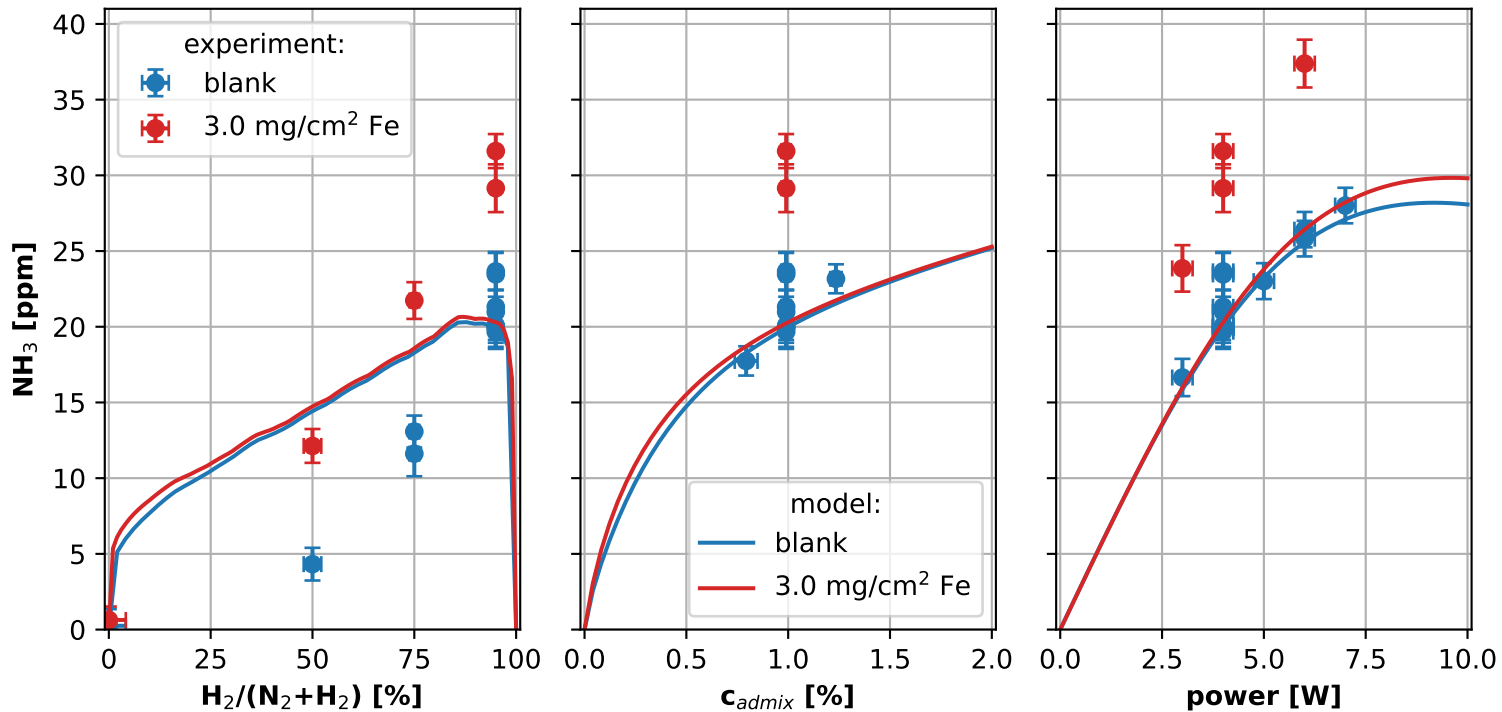 experiment:
blank
3.0 mg/cm² Fe
model:
blank
3.0 mg/cm² Fe
NH₃ [ppm]
40
35
30
25
20
15
10
5
0
0 25 50 75 100
H₂/(N₂+H₂) [%]
0.0 0.5 1.0 1.5 2.0
c_admix [%]
0.0 2.5 5.0 7.5 10.0
power [W]